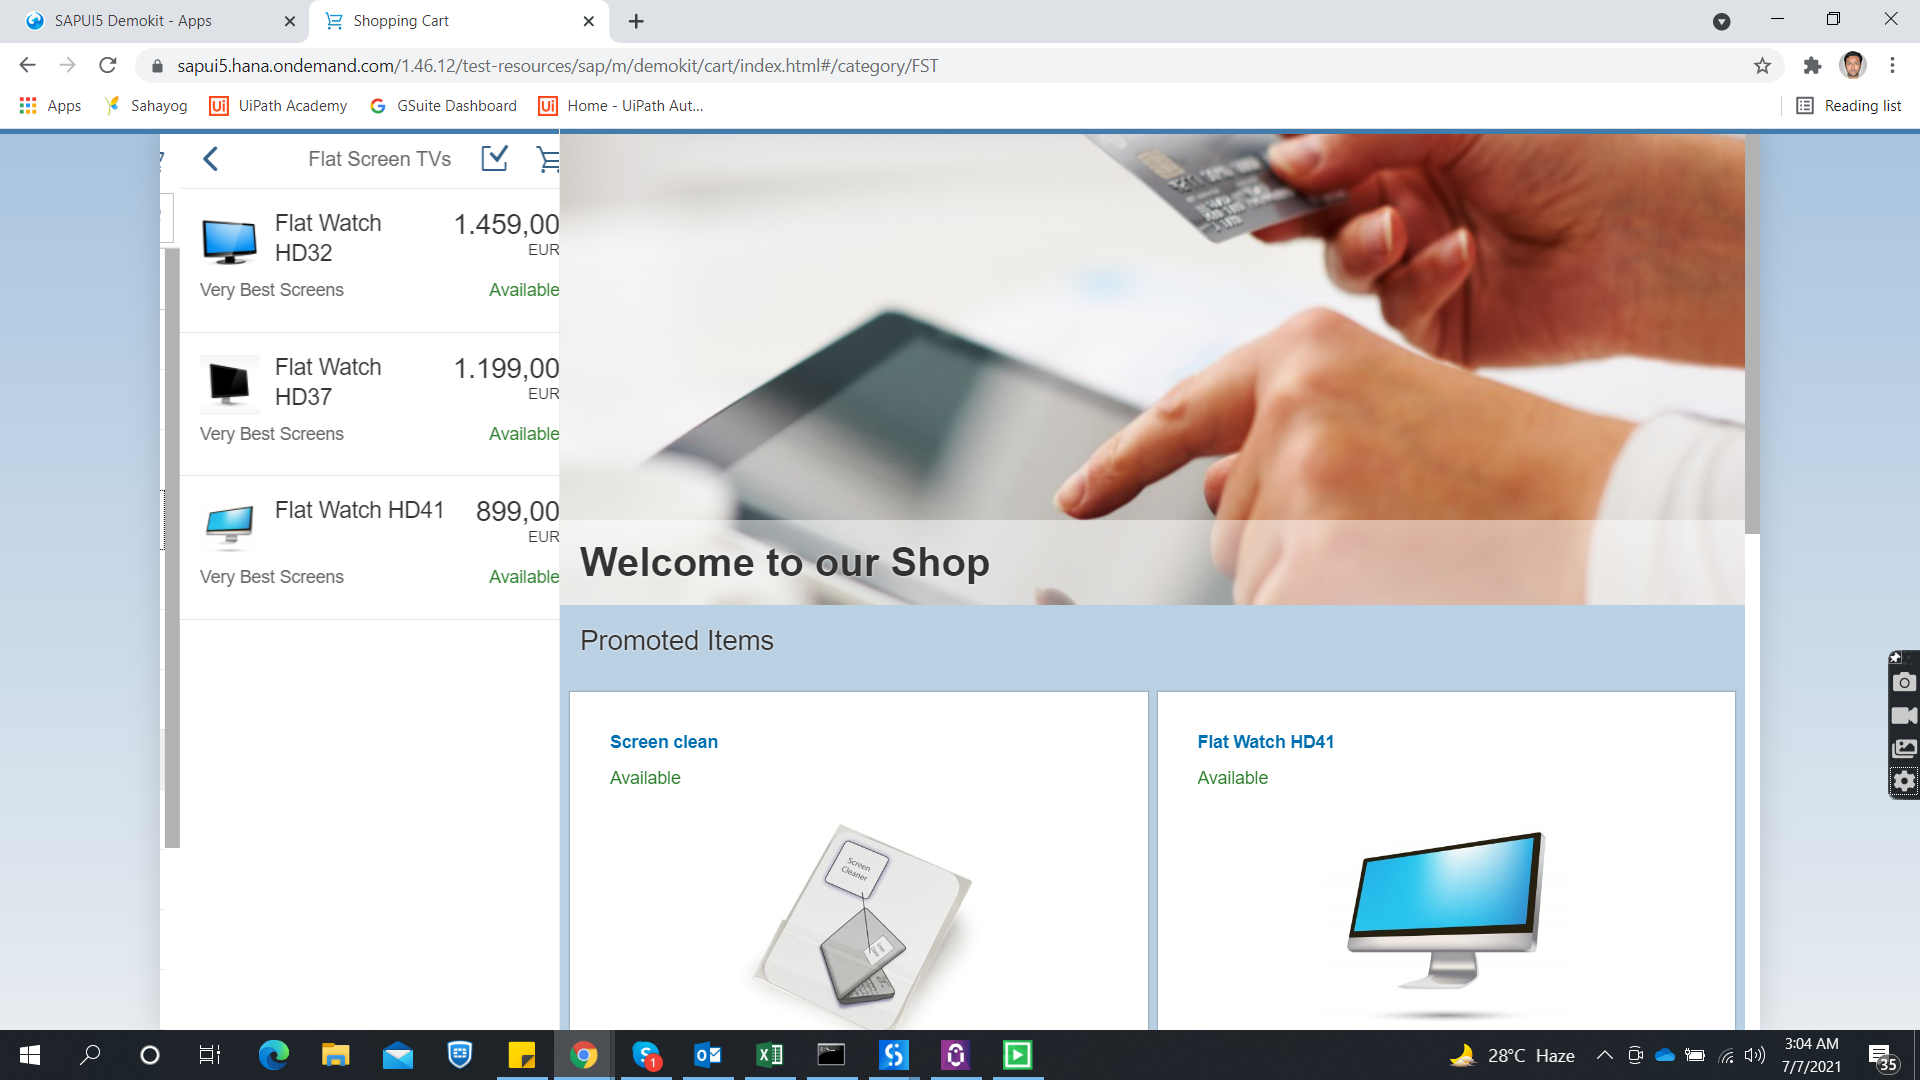 SAPUI5 Demokit - Apps
Shopping Cart
sapui5.hana.ondemand.com/1.46.12/test-resources/sap/m/demokit/cart/index.html#/category/FST
Apps
Sahayog
UiPath Academy
GSuite Dashboard
Home - UiPath Aut...
Reading list
Flat Screen TVs
Flat Watch
HD32
1.459,00
EUR
Very Best Screens
Available
Flat Watch
HD37
1.199,00
EUR
Very Best Screens
Available
Flat Watch HD41
899,00
EUR
Very Best Screens
Available
Welcome to our Shop
Promoted Items
Screen clean
Available
Screen
Cleaner
Flat Watch HD41
Available
1
28°C Haze
3:04 AM
7/7/2021
35